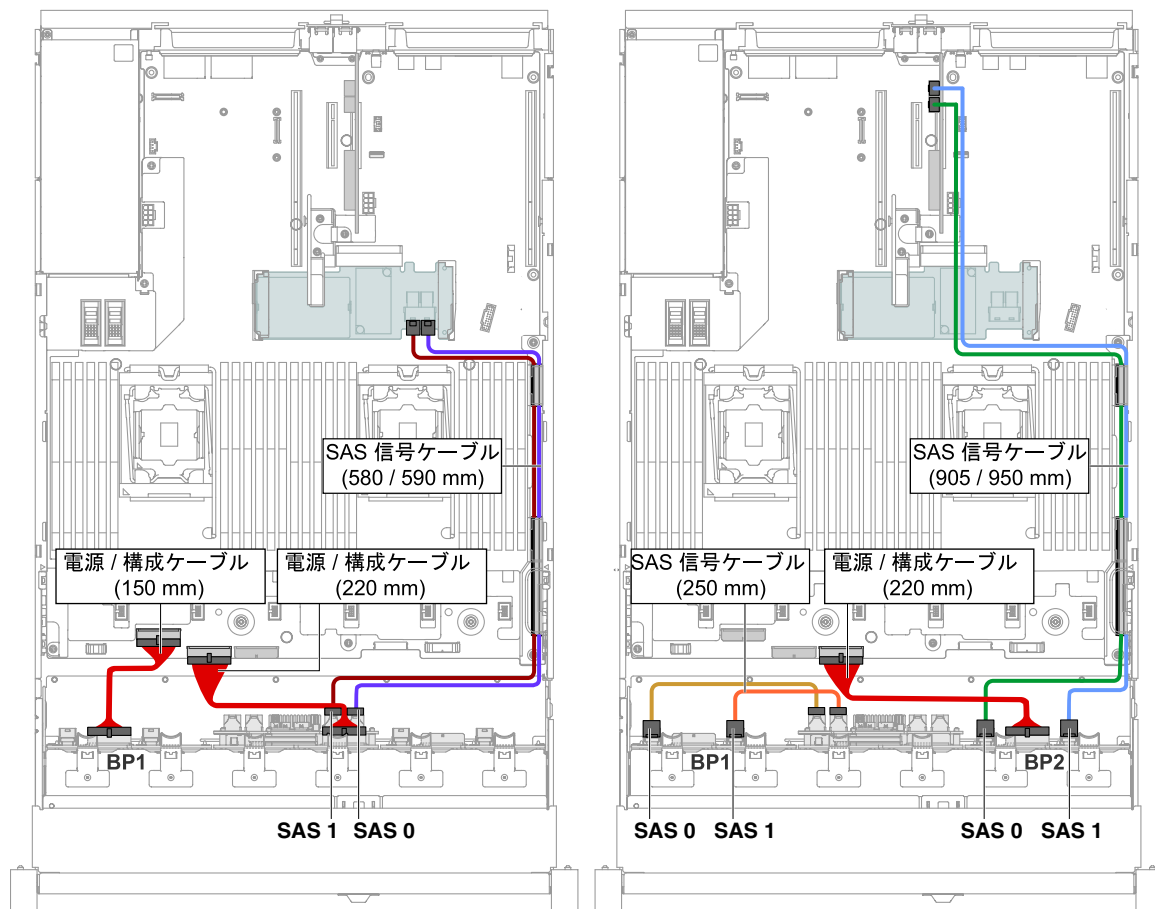 SAS 信号ケーブル
(580 / 590 mm)
電源 / 構成ケーブル
(150 mm)
電源 / 構成ケーブル
(220 mm)
BP1
SAS 1
SAS 0
SAS 信号ケーブル
(905 / 950 mm)
SAS 信号ケーブル
(250 mm)
電源 / 構成ケーブル
(220 mm)
BP1
BP2
SAS 0
SAS 1
SAS 0
SAS 1